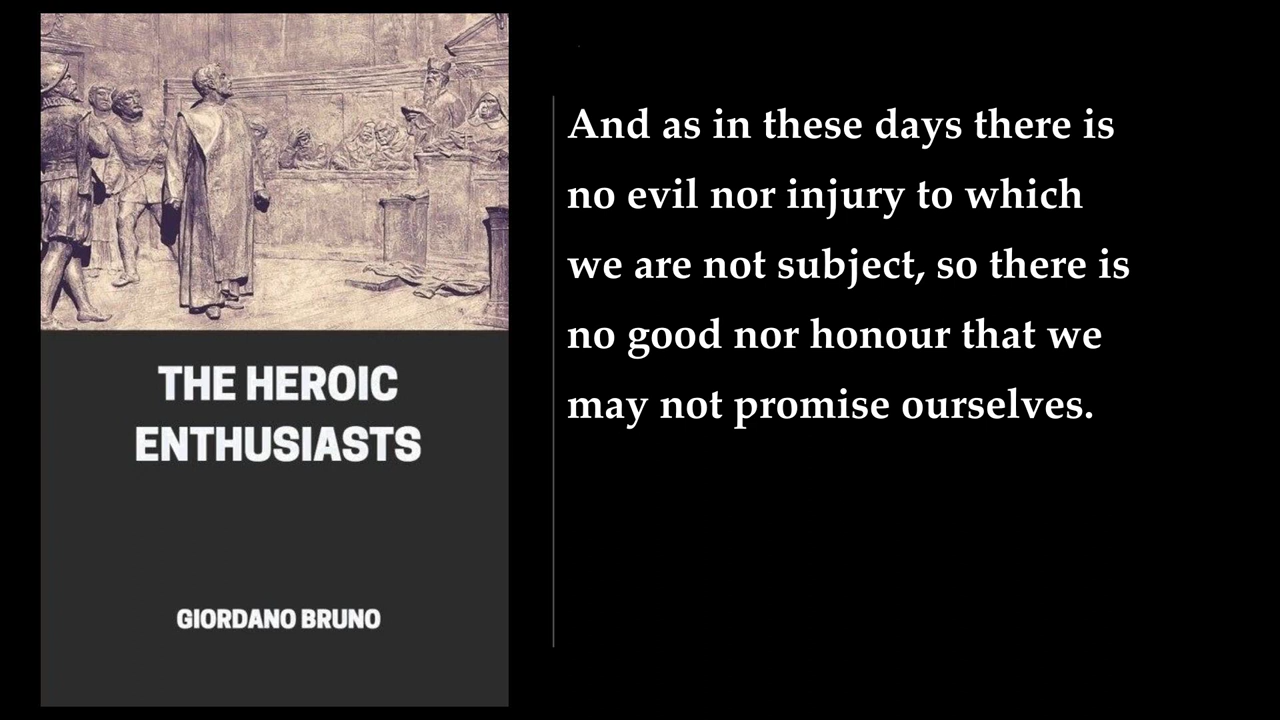 THE HEROIC
ENTHUSIASTS
GIORDANO BRUNO
And as in these days there is
no evil nor injury to which
we are not subject, so there is
no good nor honour that we
may not promise ourselves.